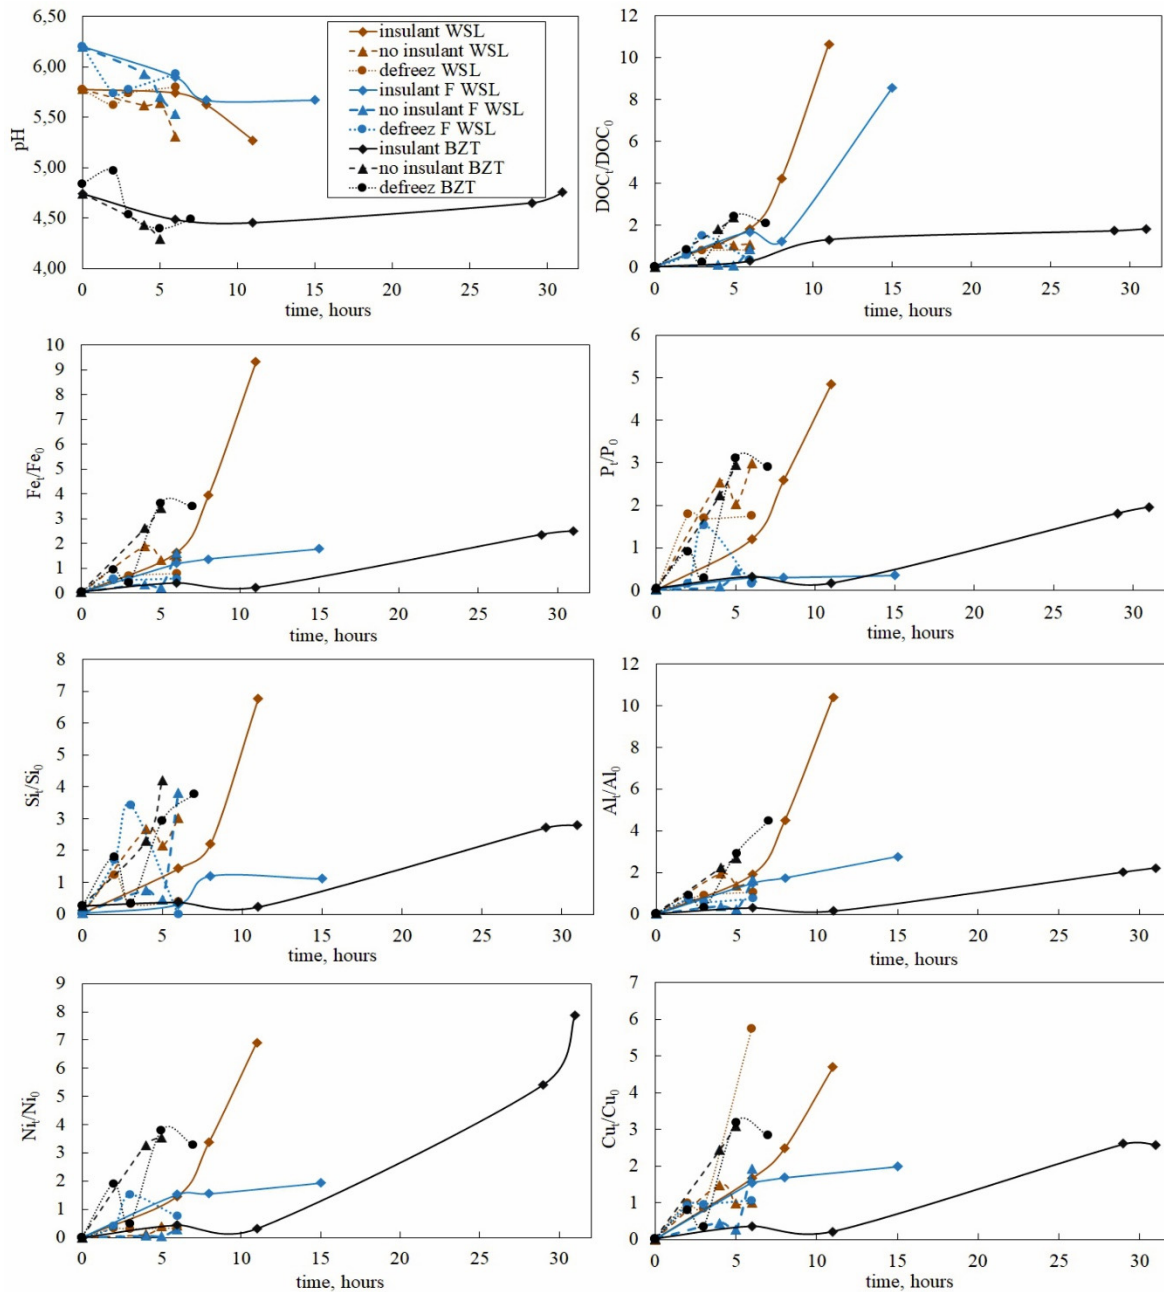 6,50
6,00
5,50
5,00
4,50
4,00
pH
0 5 10 15 20 25 30
time, hours
insulant WSL
no insulant WSL
defreez WSL
insulant F WSL
no insulant F WSL
defreez F WSL
insulant BZT
no insulant BZT
defreez BZT
12
10
8
6
4
2
0
DOCt/DOC0
0 5 10 15 20 25 30
time, hours
10
9
8
7
6
5
4
3
2
1
0
Fet/Fe0
0 5 10 15 20 25 30
time, hours
6
5
4
3
2
1
0
Pt/P0
0 5 10 15 20 25 30
time, hours
8
7
6
5
4
3
2
1
0
Sit/Si0
0 5 10 15 20 25 30
time, hours
12
10
8
6
4
2
0
Alt/Al0
0 5 10 15 20 25 30
time, hours
9
8
7
6
5
4
3
2
1
0
Nit/Ni0
0 5 10 15 20 25 30
time, hours
7
6
5
4
3
2
1
0
Cut/Cu0
0 5 10 15 20 25 30
time, hours